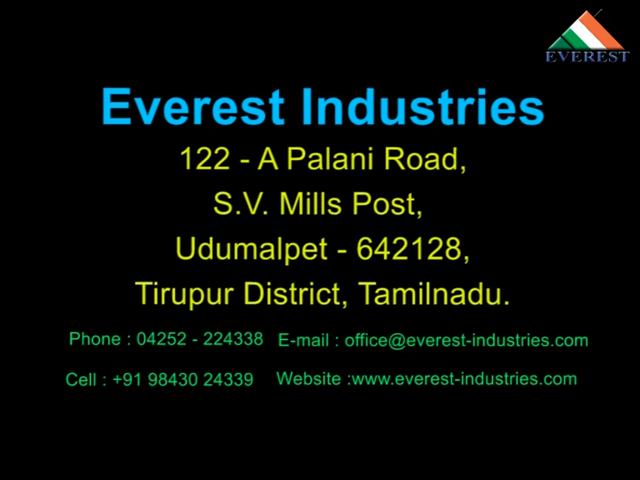 EVEREST
Everest Industries
122 - A Palani Road,
S.V. Mills Post,
Udumalpet - 642128,
Tirupur District, Tamilnadu.
Phone : 04252 - 224338 E-mail : office@everest-industries.com
Cell : +91 98430 24339 Website :www.everest-industries.com